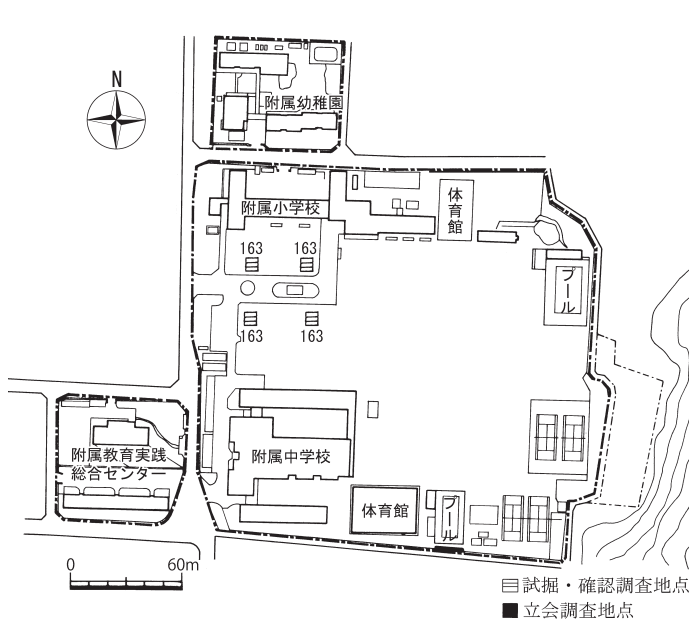 N
附属幼稚園
附属小学校
体育館
163
163
プール
163
163
附属教育実践
総合センター
附属中学校
体育館
プール
0
60m
試掘・確認調査地点
立会調査地点